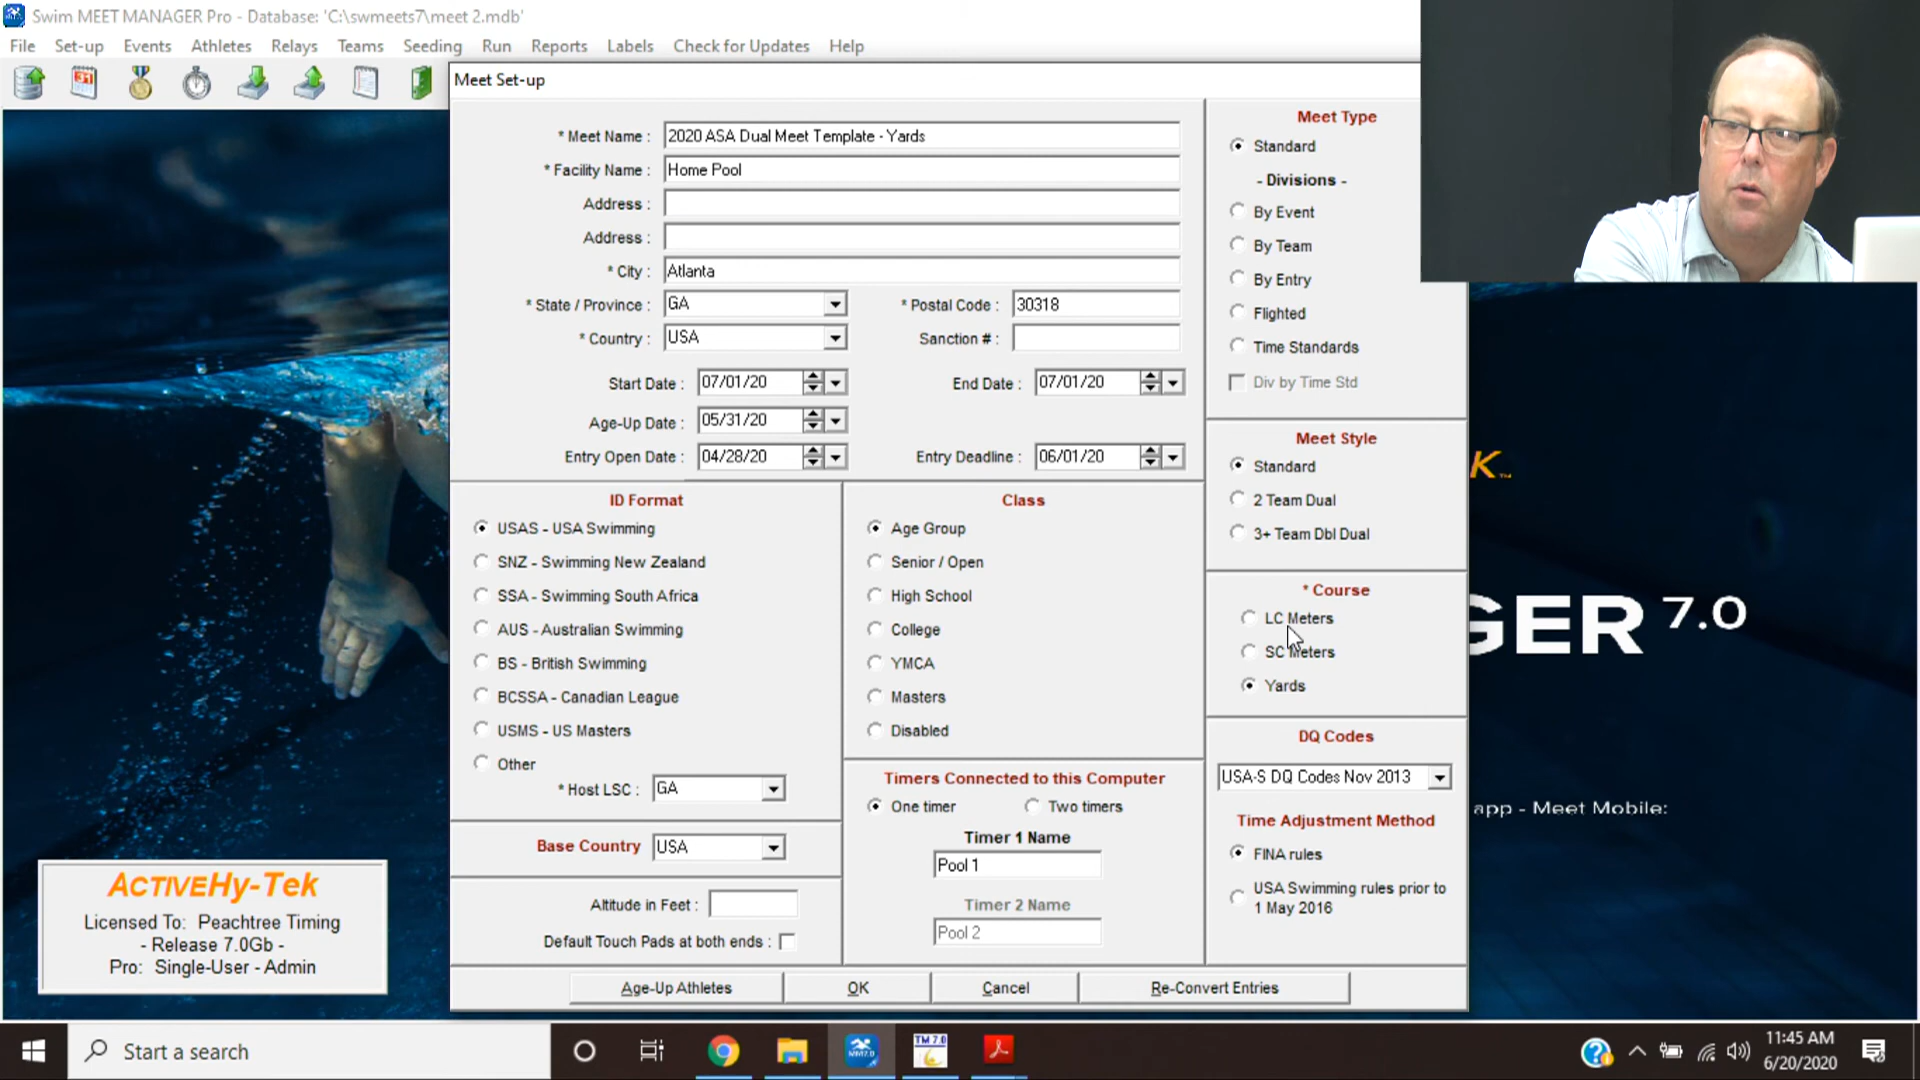 Swim MEET MANAGER Pro - Database: 'C:\swmeets7\meet 2.mdb'
File Set-up Events Athletes Relays Teams Seeding Run Reports Labels Check for Updates Help
31
Meet Set-up
* Meet Name : 2020 ASA Dual Meet Template - Yards
* Facility Name : Home Pool
Address :
Address :
* City : Atlanta
* State / Province : GA * Postal Code : 30318
* Country : USA Sanction # :
Start Date : 07/01/20 End Date : 07/01/20
Age-Up Date : 05/31/20
Entry Open Date : 04/28/20 Entry Deadline : 06/01/20
Meet Type
Standard
- Divisions -
By Event
By Team
By Entry
Flighted
Time Standards
Div by Time Std
Meet Style
Standard
2 Team Dual
3+ Team Dbl Dual
* Course
LC Meters
SC Meters
Yards
DQ Codes
USA-S DQ Codes Nov 2013
Time Adjustment Method
FINA rules
USA Swimming rules prior to
1 May 2016
ID Format
USAS - USA Swimming
SNZ - Swimming New Zealand
SSA - Swimming South Africa
AUS - Australian Swimming
BS - British Swimming
BCSSA - Canadian League
USMS - US Masters
Other
* Host LSC : GA
Base Country USA
Altitude in Feet :
Default Touch Pads at both ends :
Class
Age Group
Senior / Open
High School
College
YMCA
Masters
Disabled
Timers Connected to this Computer
One timer Two timers
Timer 1 Name
Pool 1
Timer 2 Name
Pool 2
Age-Up Athletes OK Cancel Re-Convert Entries
K™
GER 7.0
app - Meet Mobile:
ACTIVEHy-Tek
Licensed To: Peachtree Timing
- Release 7.0Gb -
Pro: Single-User - Admin
Start a search
MM7.0
TM 7.0
11:45 AM
6/20/2020